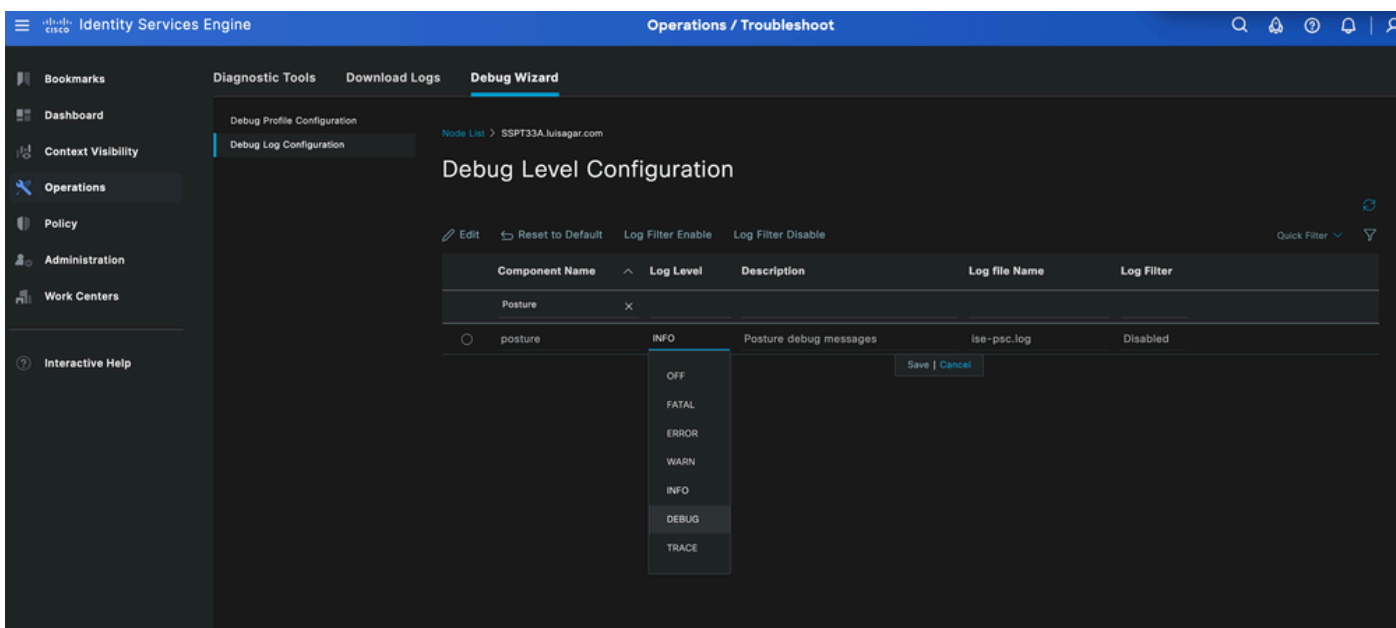 cisco Identity Services Engine
Operations / Troubleshoot
Bookmarks
Dashboard
Context Visibility
Operations
Policy
Administration
Work Centers
Interactive Help
Diagnostic Tools Download Logs Debug Wizard
Debug Profile Configuration
Debug Log Configuration
Node List > SSPT33A.luisagar.com
Debug Level Configuration
Edit Reset to Default Log Filter Enable Log Filter Disable Quick Filter
Component Name Log Level Description Log file Name Log Filter
Posture
posture INFO Posture debug messages ise-psc.log Disabled
Save | Cancel
OFF
FATAL
ERROR
WARN
INFO
DEBUG
TRACE